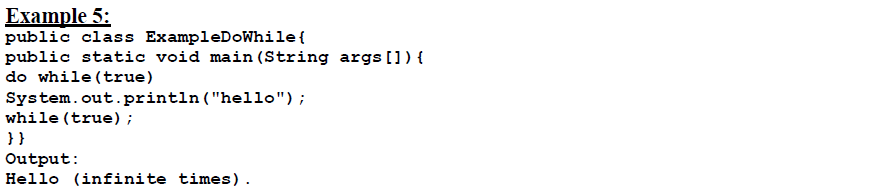 Example 5:
public class ExampleDoWhile{
public static void main(String args[]){
do while(true)
System.out.println("hello");
while(true);
}}
Output:
Hello (infinite times).